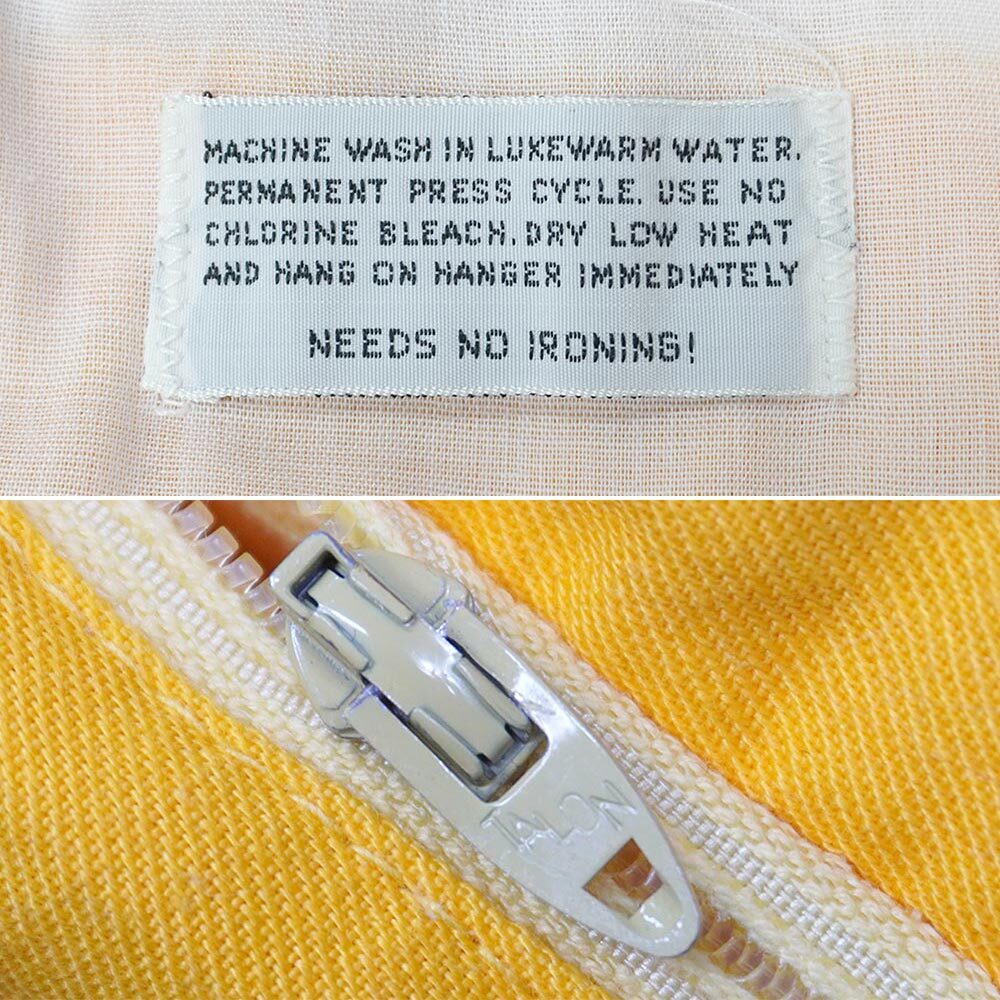 MACHINE WASH IN LUKEWARM WATER.
PERMANENT PRESS CYCLE. USE NO
CHLORINE BLEACH. DRY LOW HEAT
AND HANG ON HANGER IMMEDIATELY
NEEDS NO IRONING!
TALON